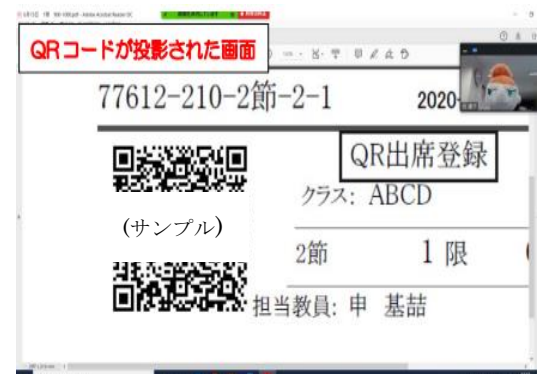 QRコードが投影された画面
77612-210-2節-2-1
2020-
QR出席登録
クラス: ABCD
(サンプル)
2節
1 限
担当教員: 申 基喆